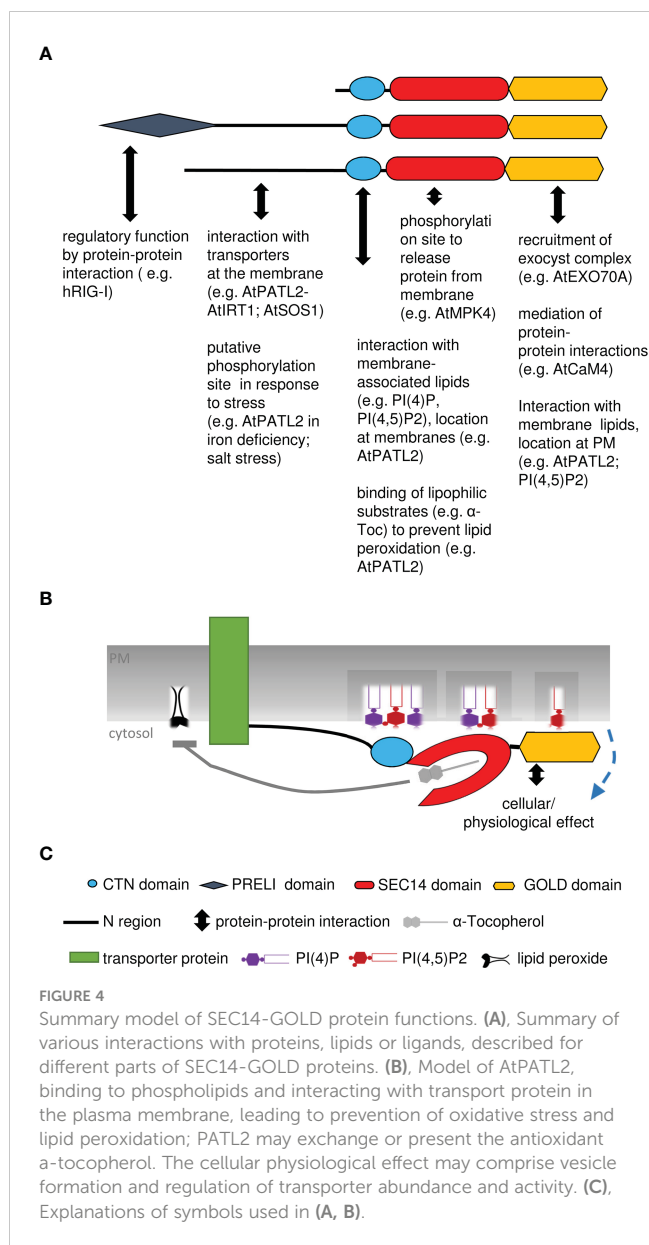 A
regulatory function
by protein-protein
interaction ( e.g.
hRIG-I)
interaction with
transporters
at the membrane
(e.g. AtPATL2-
AtIRT1; AtSOS1)
putative
phosphorylation
site in response
to stress
(e.g. AtPATL2 in
iron deficiency;
salt stress)
interaction with
membrane-
associated lipids
(e.g. PI(4)P,
PI(4,5)P2), location
at membranes (e.g.
AtPATL2)
binding of lipophilic
substrates (e.g. α-
Toc) to prevent lipid
peroxidation (e.g.
AtPATL2)
phosphorylati
on site to
release
protein from
membrane
(e.g. AtMPK4)
recruitment of
exocyst complex
(e.g. AtEXO70A)
mediation of
protein-
protein interactions
(e.g. AtCaM4)
Interaction with
membrane lipids,
location at PM
(e.g. AtPATL2;
PI(4,5)P2)
B
PM
cytosol
cellular/
physiological effect
C
CTN domain PRELI domain SEC14 domain GOLD domain
N region protein-protein interaction α-Tocopherol
transporter protein PI(4)P PI(4,5)P2 lipid peroxide
FIGURE 4
Summary model of SEC14-GOLD protein functions. (A), Summary of
various interactions with proteins, lipids or ligands, described for
different parts of SEC14-GOLD proteins. (B), Model of AtPATL2,
binding to phospholipids and interacting with transport protein in
the plasma membrane, leading to prevention of oxidative stress and
lipid peroxidation; PATL2 may exchange or present the antioxidant
a-tocopherol. The cellular physiological effect may comprise vesicle
formation and regulation of transporter abundance and activity. (C),
Explanations of symbols used in (A, B).